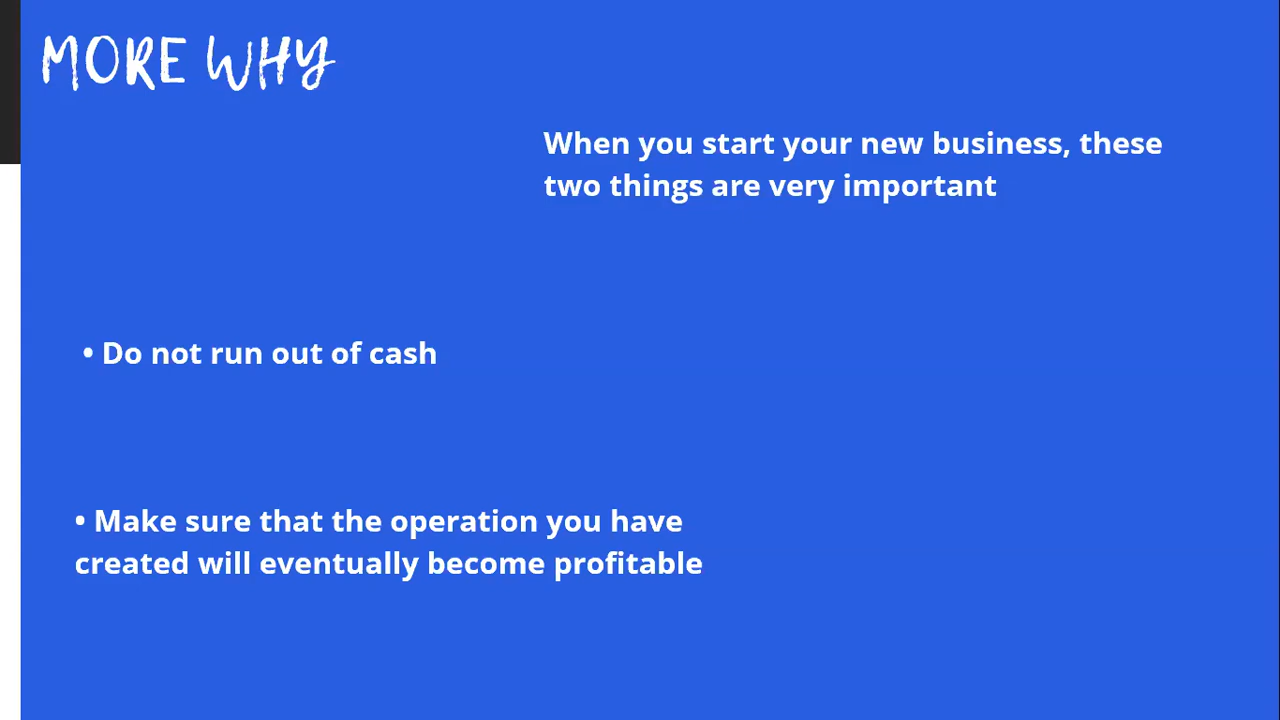 MORE WHY
When you start your new business, these
two things are very important
• Do not run out of cash
• Make sure that the operation you have
created will eventually become profitable